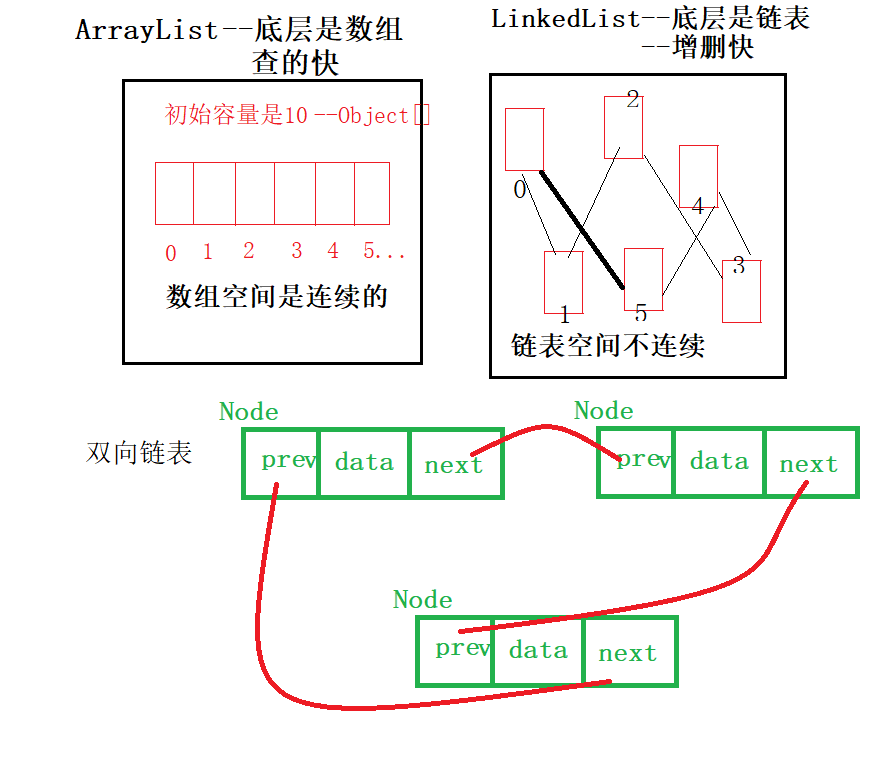 ArrayList--底层是数组
查的快
初始容量是10 --Object[]
0 1 2 3 4 5...
数组空间是连续的
LinkedList--底层是链表
--增删快
2
0
4
3
1
5
链表空间不连续
双向链表
Node
prev data next
Node
prev data next
Node
prev data next